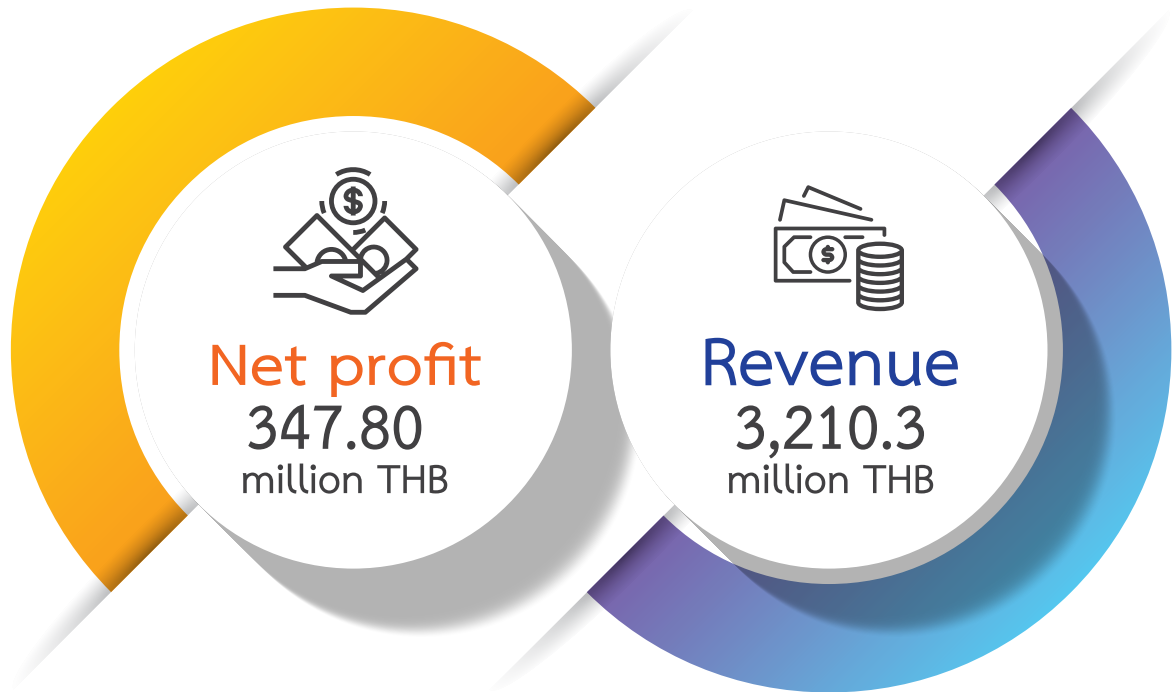 Net profit
347.80
million THB
Revenue
3,210.3
million THB